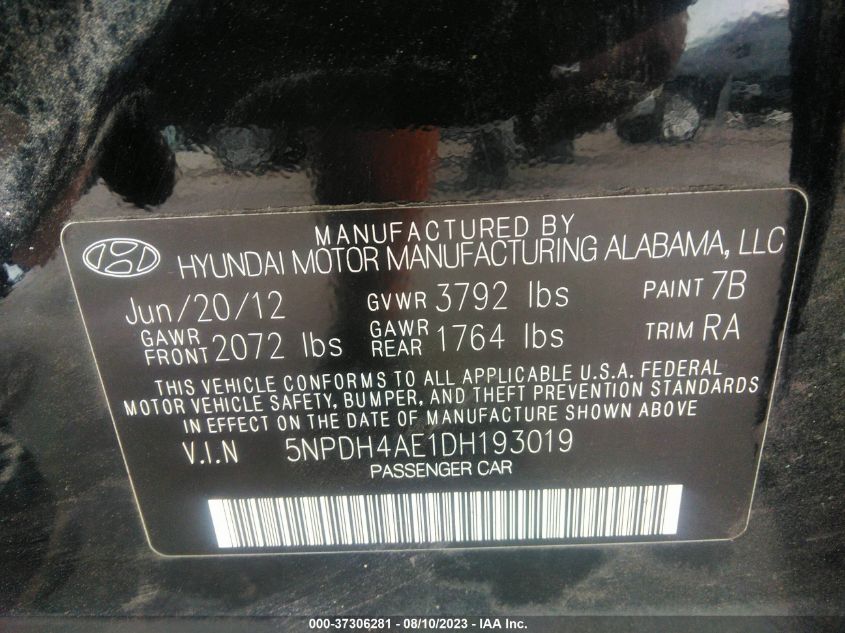 MANUFACTURED BY
HYUNDAI MOTOR MANUFACTURING ALABAMA, LLC
Jun/20/12 GVWR 3792 lbs PAINT 7B
GAWR FRONT 2072 lbs GAWR REAR 1764 lbs TRIM RA
THIS VEHICLE CONFORMS TO ALL APPLICABLE U.S.A. FEDERAL
MOTOR VEHICLE SAFETY, BUMPER, AND THEFT PREVENTION STANDARDS
IN EFFECT ON THE DATE OF MANUFACTURE SHOWN ABOVE
V.I.N 5NPDH4AE1DH193019
PASSENGER CAR
000-37306281 - 08/10/2023 - IAA Inc.